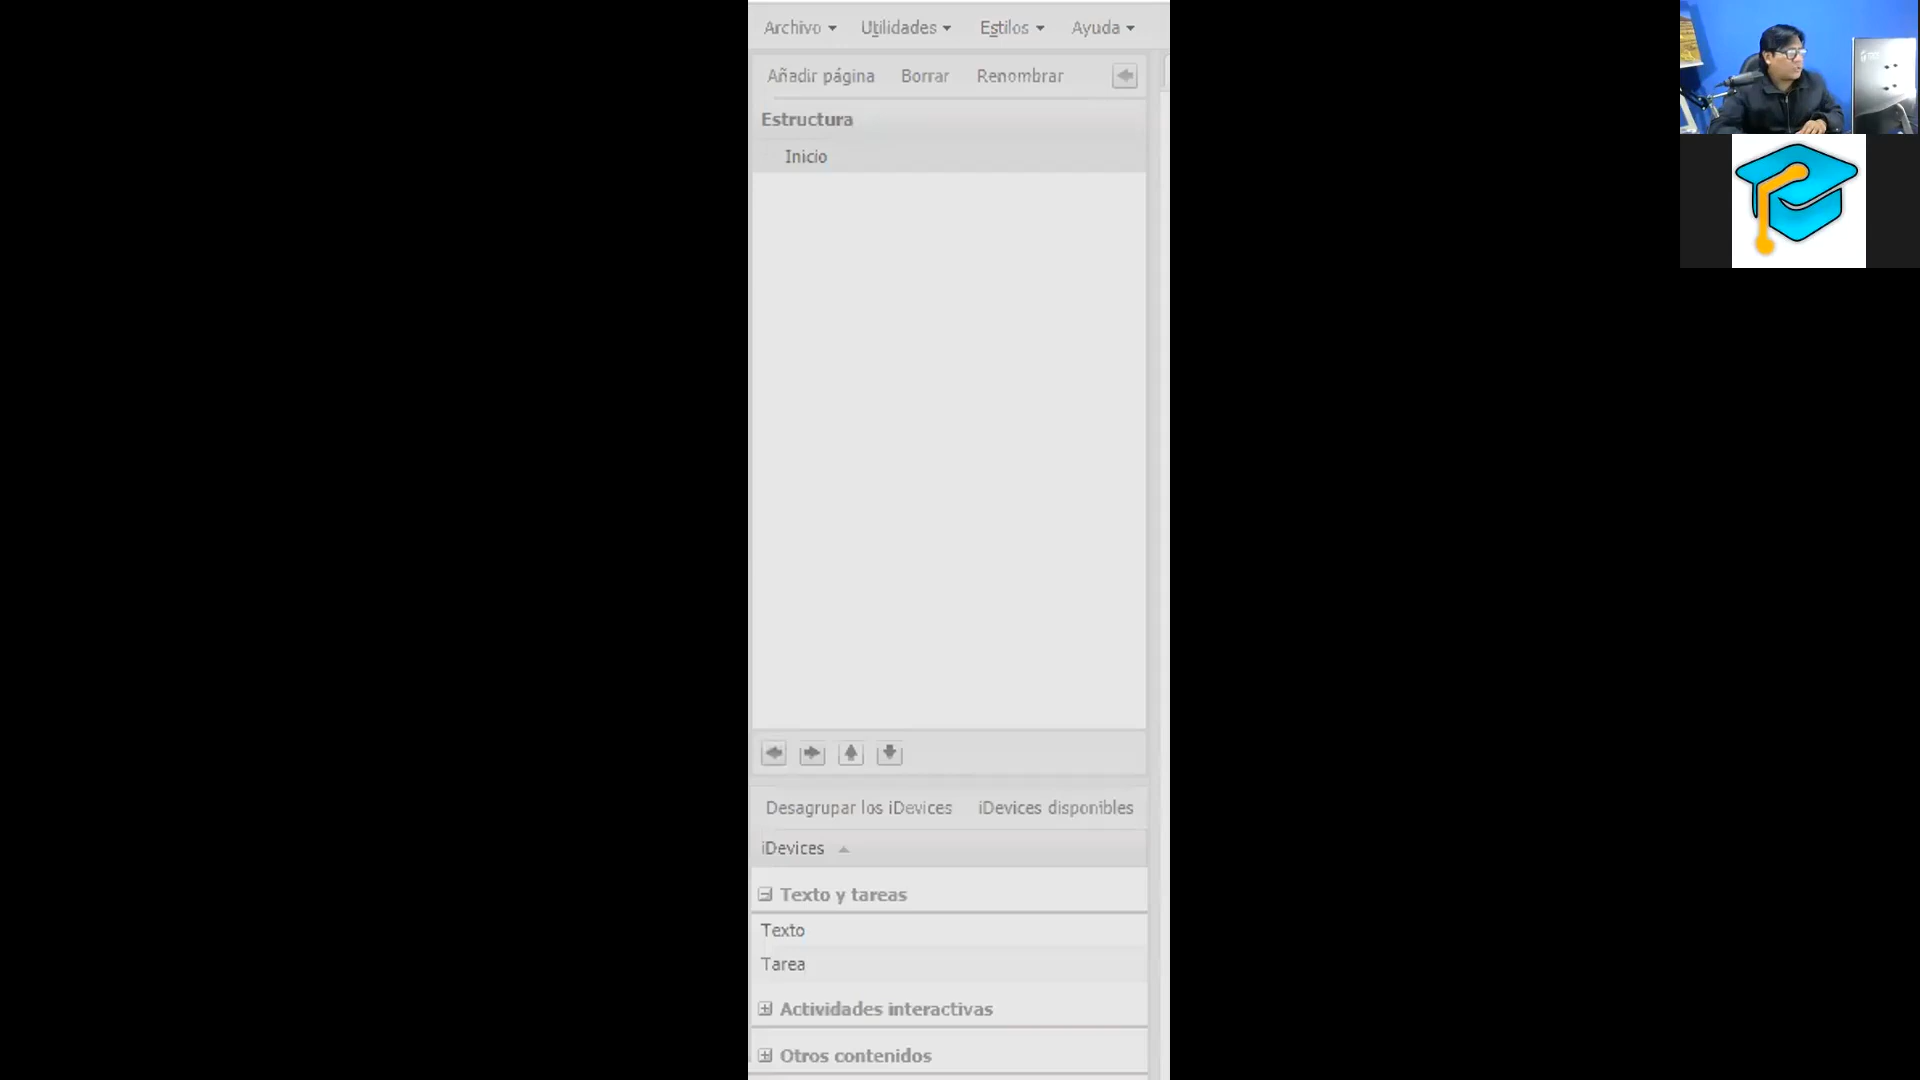 Archivo Utilidades Estilos Ayuda
Añadir página Borrar Renombrar
Estructura
Inicio
Desagrupar los iDevices iDevices disponibles
iDevices
Texto y tareas
Texto
Tarea
Actividades interactivas
Otros contenidos